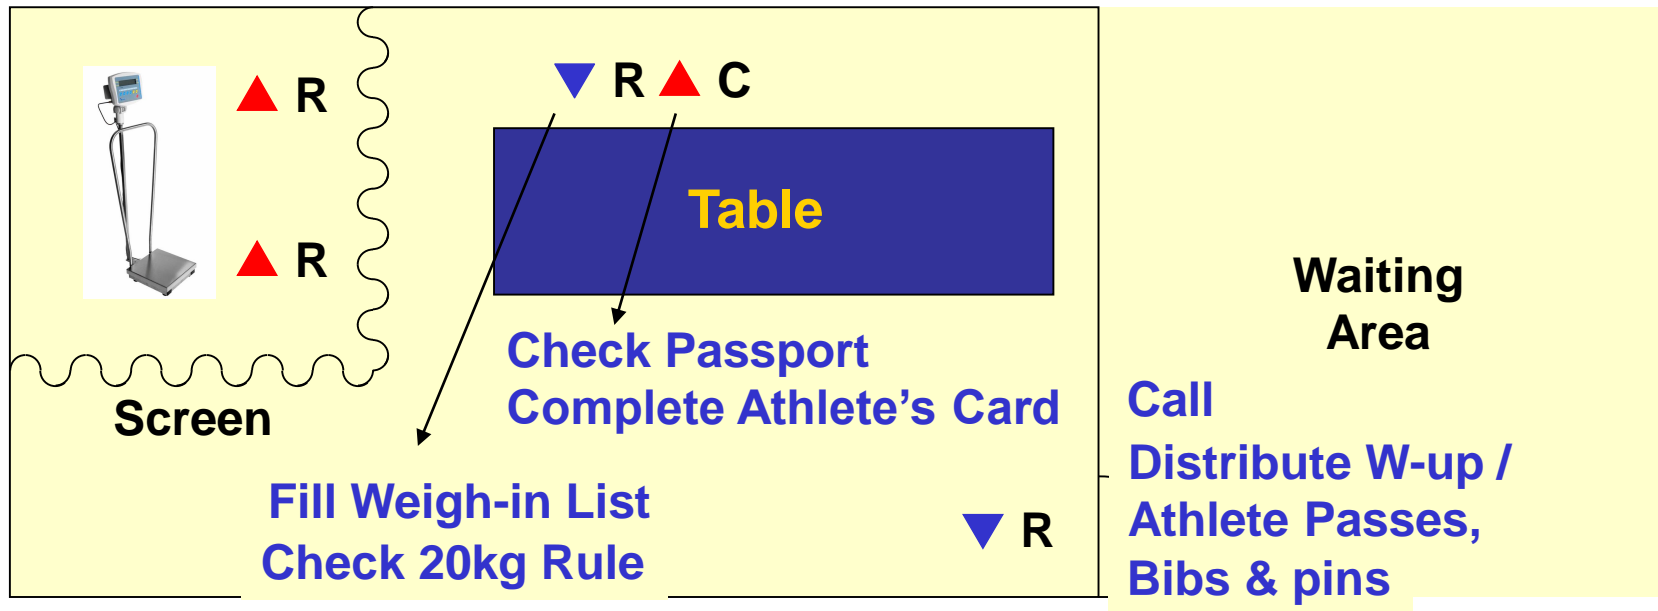 R
R
R
C
Table
Check Passport
Complete Athlete's Card
Screen
Fill Weigh-in List
Check 20kg Rule
R
Waiting
Area
Call
Distribute W-up /
Athlete Passes,
Bibs & pins